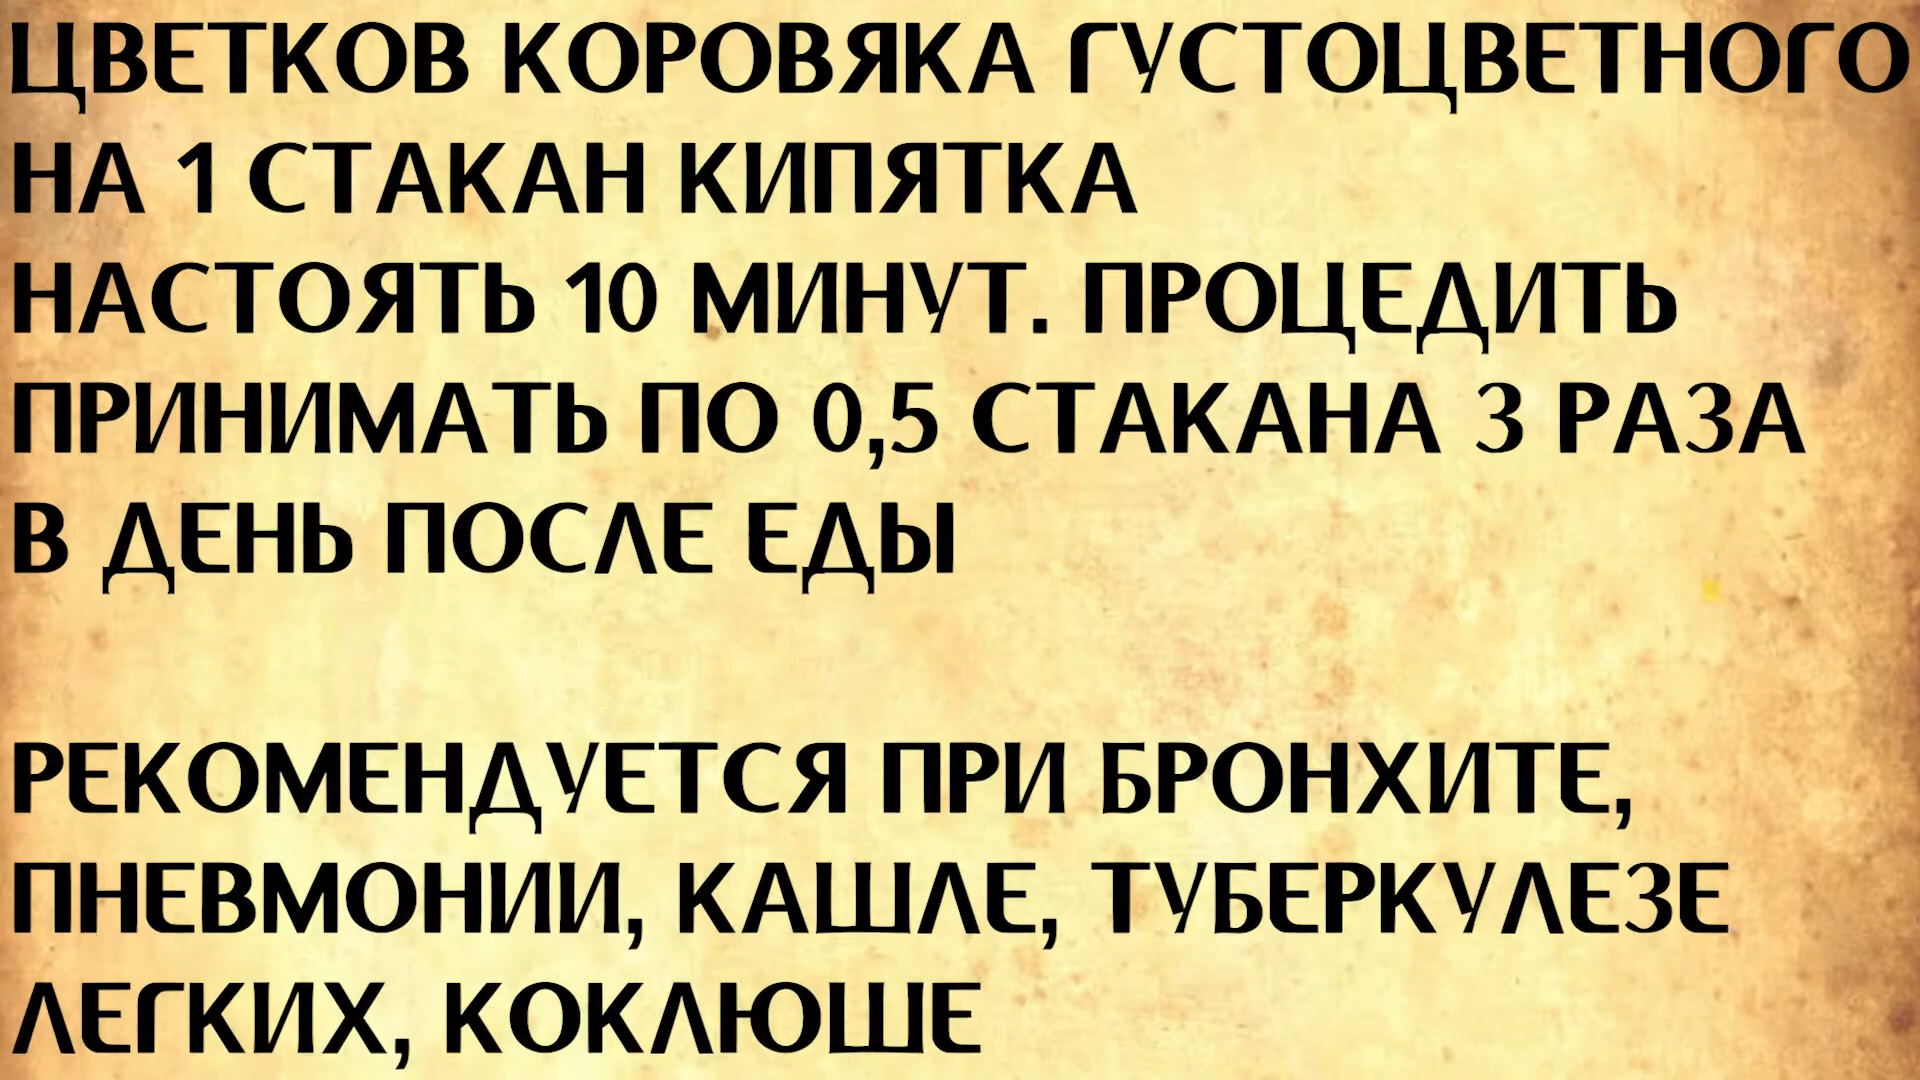 ЦВЕТКОВ КОРОВЯКА ГУСТОЦВЕТНОГО
НА 1 СТАКАН КИПЯТКА
НАСТОЯТЬ 10 МИНУТ. ПРОЦЕДИТЬ
ПРИНИМАТЬ ПО 0,5 СТАКАНА 3 РАЗА
В ДЕНЬ ПОСЛЕ ЕДЫ
РЕКОМЕНДУЕТСЯ ПРИ БРОНХИТЕ,
ПНЕВМОНИИ, КАШЛЕ, ТУБЕРКУЛЕЗЕ
ЛЕГКИХ, КОКЛЮШЕ